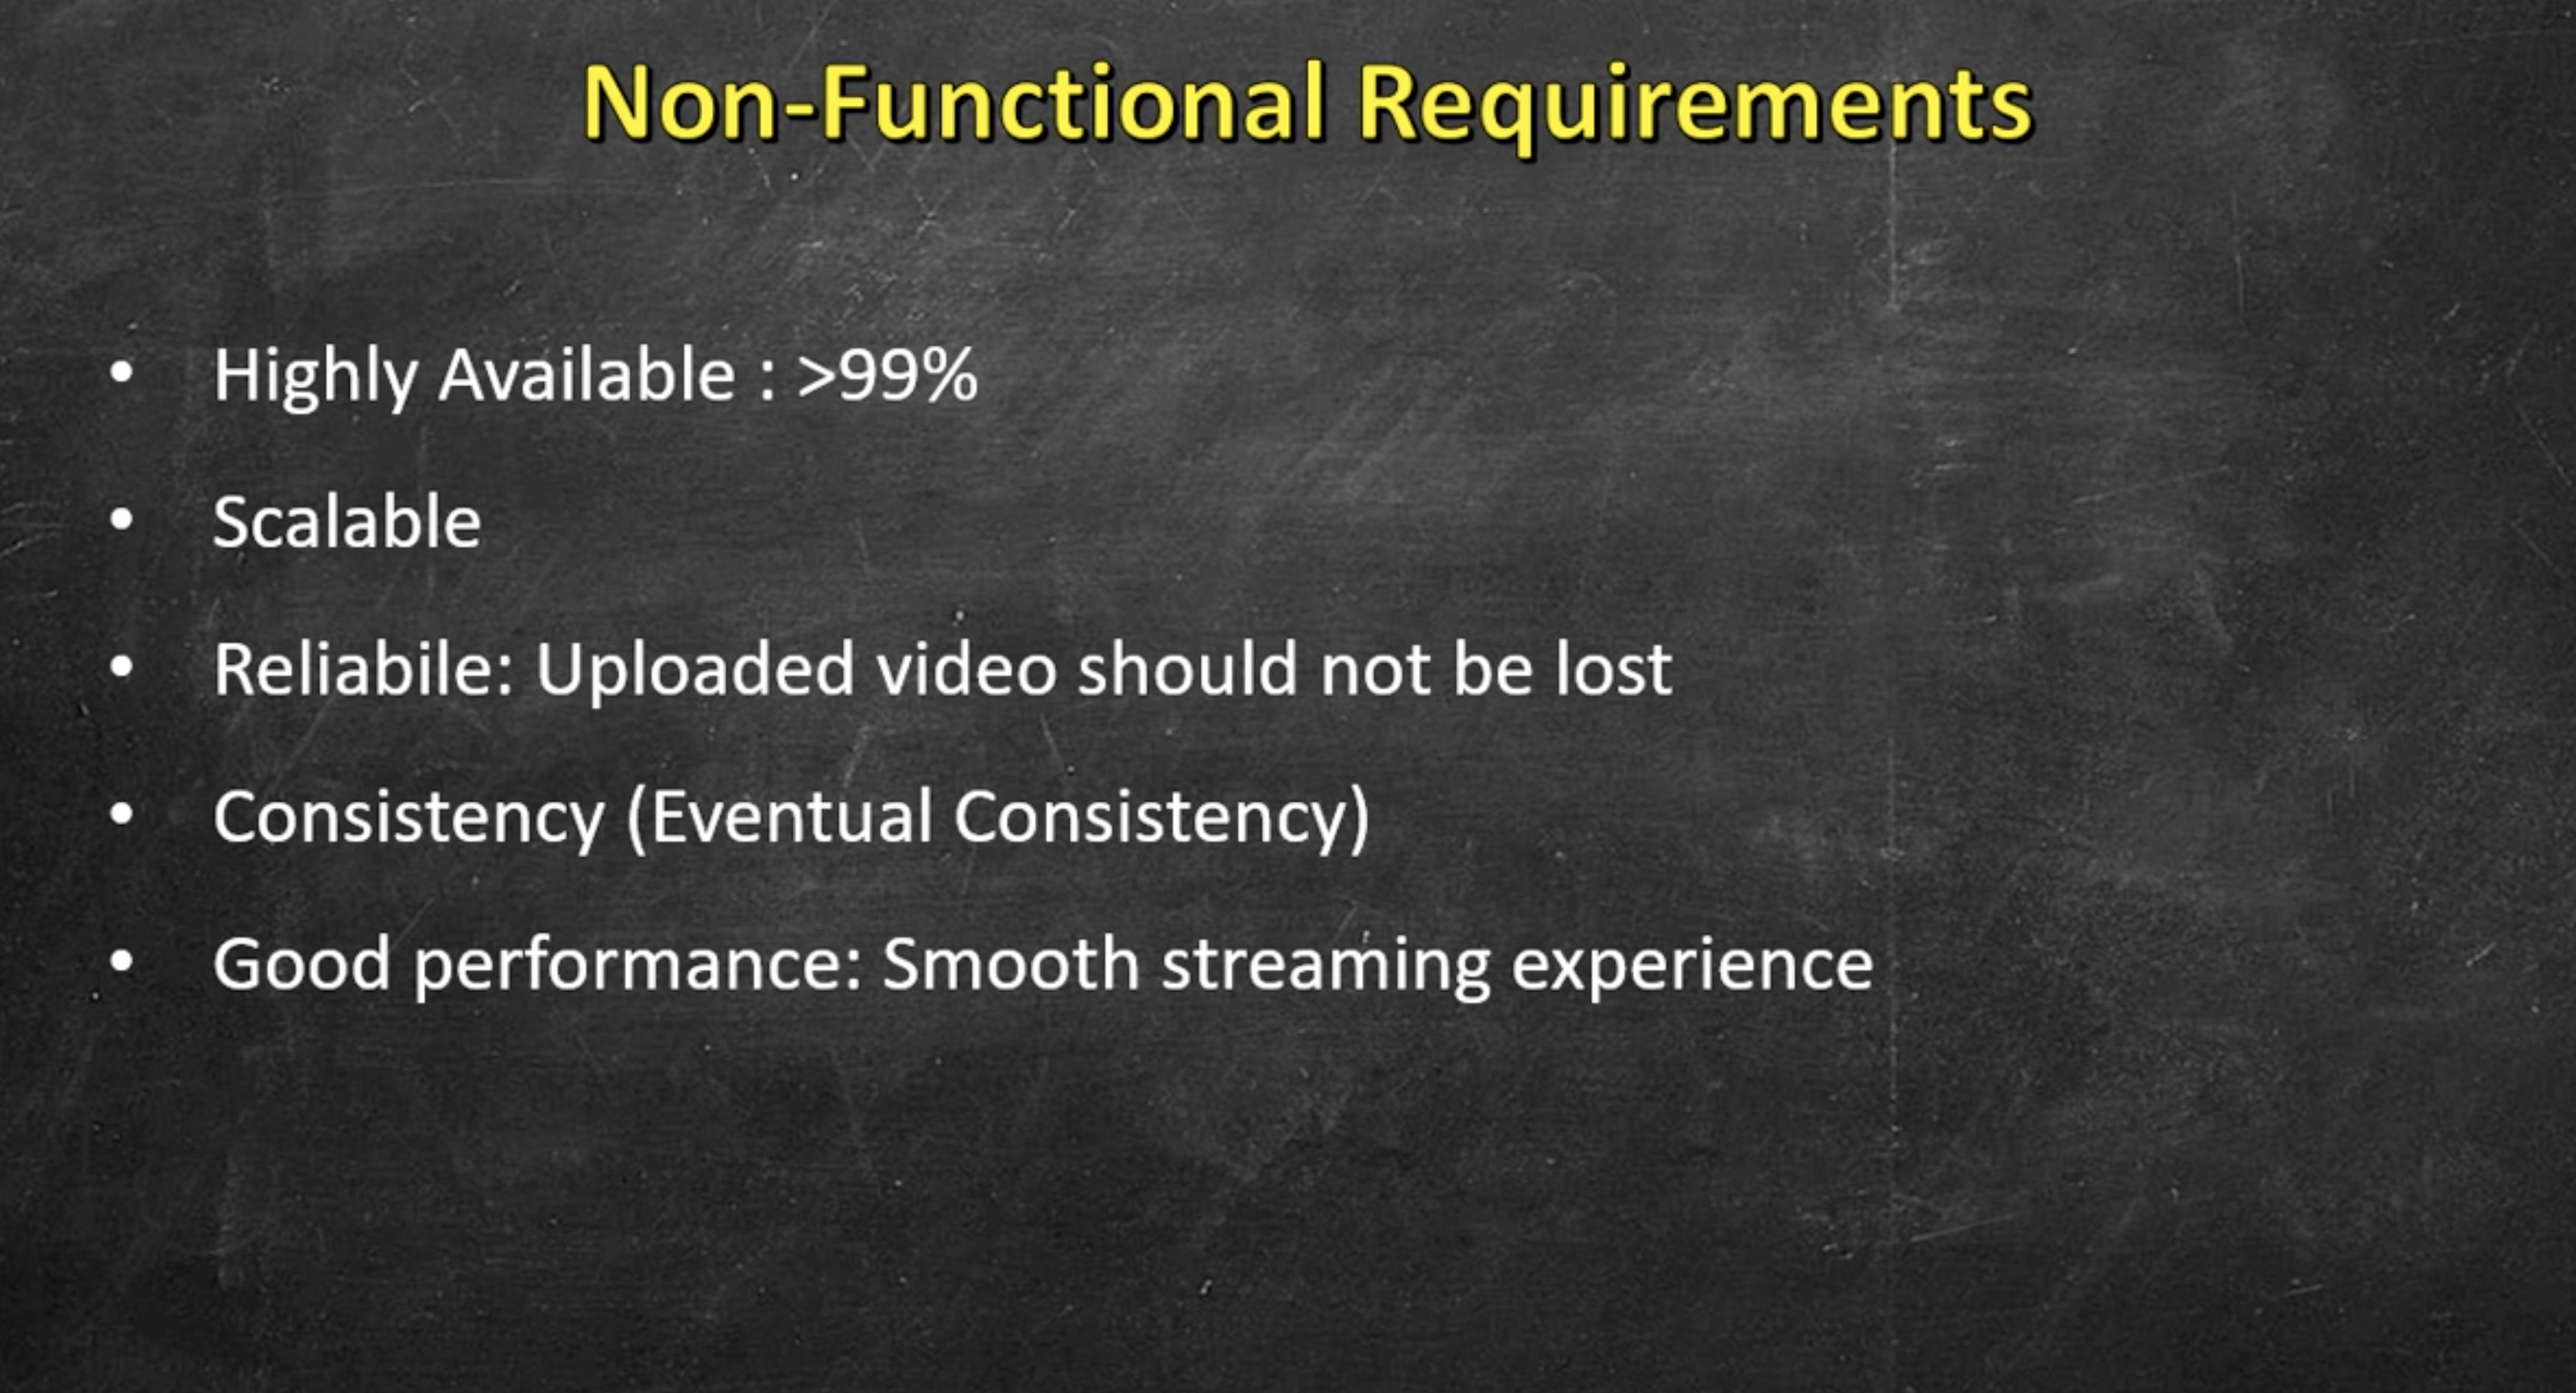 Non-Functional Requirements
• Highly Available : >99%
• Scalable
• Reliabile: Uploaded video should not be lost
• Consistency (Eventual Consistency)
• Good performance: Smooth streaming experience